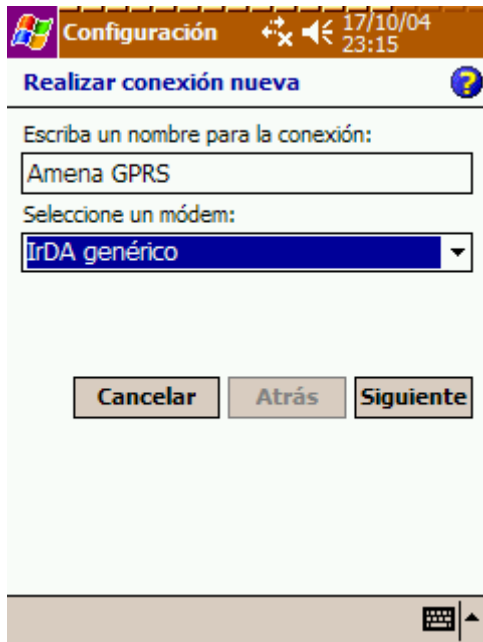 Configuración
17/10/04
23:15
Realizar conexión nueva
?
Escriba un nombre para la conexión:
Amena GPRS
Seleccione un módem:
IrDA genérico
Cancelar Atrás Siguiente